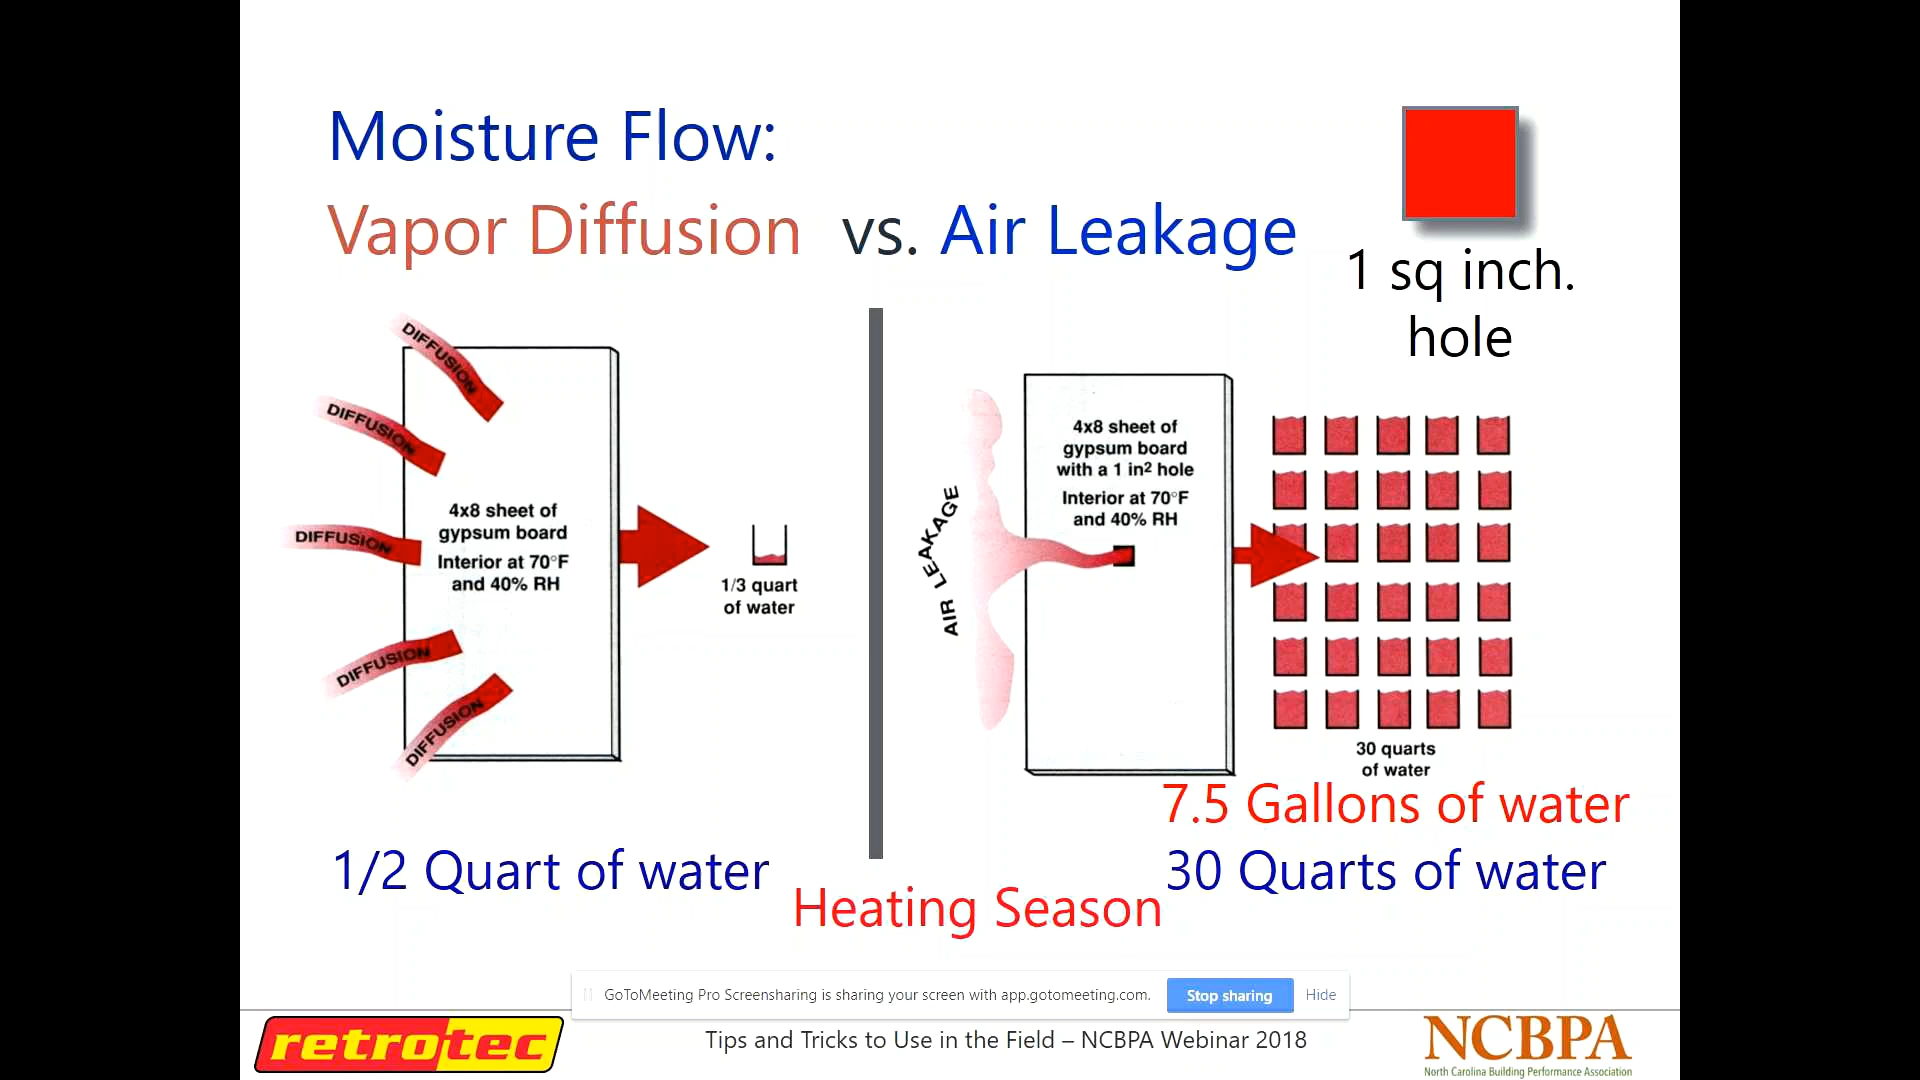 Moisture Flow:
Vapor Diffusion vs. Air Leakage
1 sq inch.
hole
DIFFUSION
DIFFUSION
DIFFUSION
DIFFUSION
DIFFUSION
4x8 sheet of
gypsum board
Interior at 70°F
and 40% RH
1/3 quart
of water
AIR LEAKAGE
4x8 sheet of
gypsum board
with a 1 in² hole
Interior at 70°F
and 40% RH
30 quarts
of water
7.5 Gallons of water
1/2 Quart of water
30 Quarts of water
Heating Season
GoToMeeting Pro Screensharing is sharing your screen with app.gotomeeting.com.
Stop sharing
Hide
retrotec
Tips and Tricks to Use in the Field – NCBPA Webinar 2018
NCBPA
North Carolina Building Performance Association